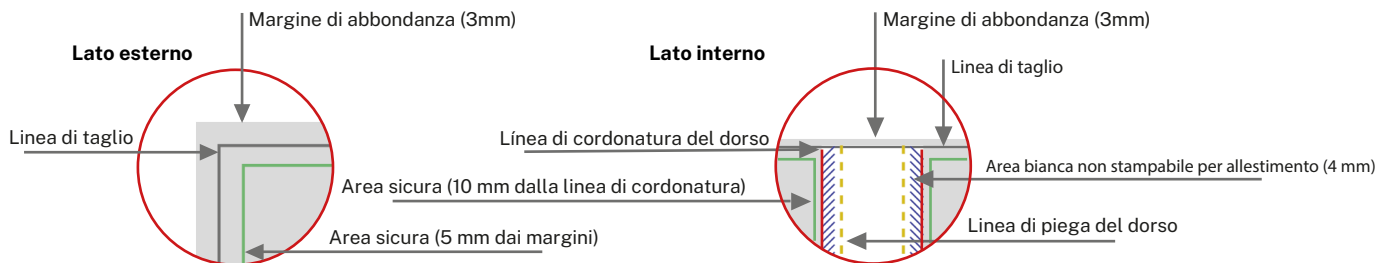 Margine di abbondanza (3mm)
Lato esterno
Linea di taglio
Area sicura (10 mm dalla linea di cordonatura)
Area sicura (5 mm dai margini)
Margine di abbondanza (3mm)
Lato interno
Linea di taglio
Línea di cordonatura del dorso
Area bianca non stampabile per allestimento (4 mm)
Linea di piega del dorso